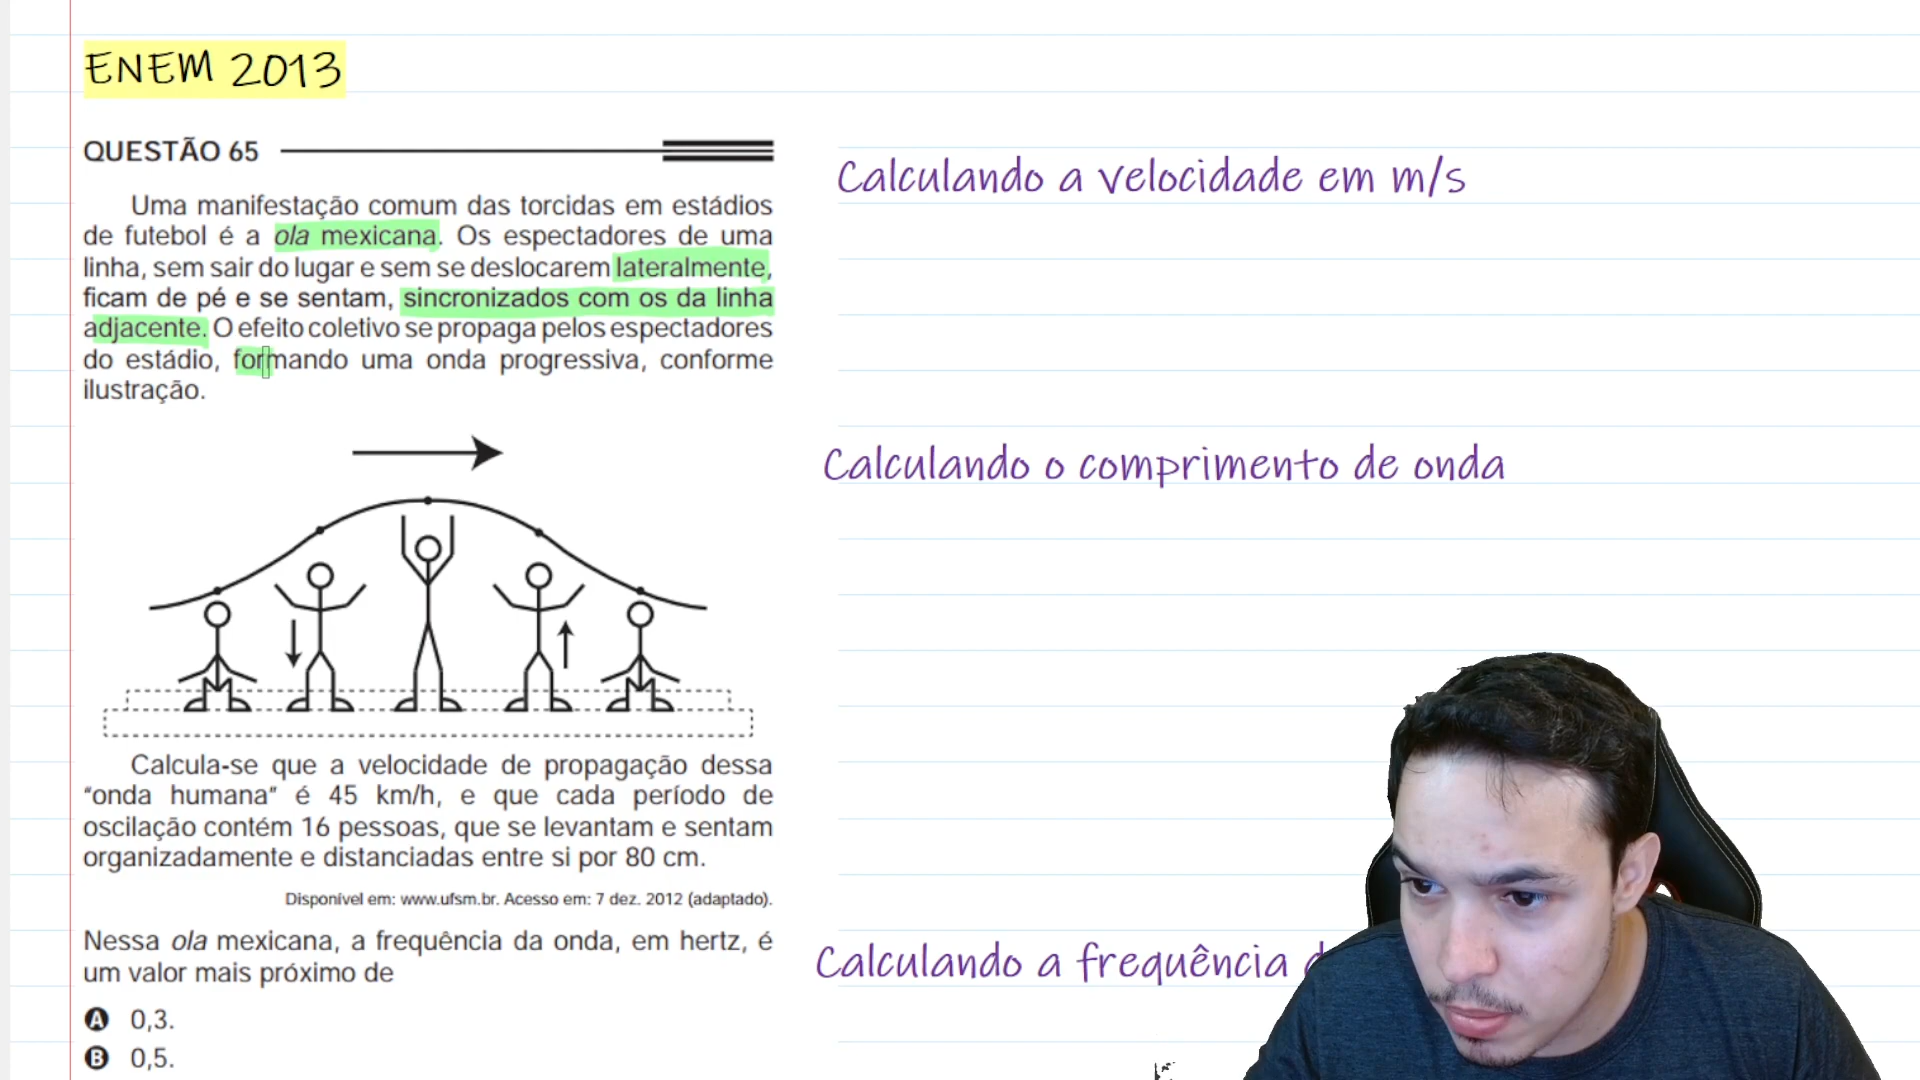 ENEM 2013
QUESTÃO 65
Uma manifestação comum das torcidas em estádios
de futebol é a ola mexicana. Os espectadores de uma
linha, sem sair do lugar e sem se deslocarem lateralmente,
ficam de pé e se sentam, sincronizados com os da linha
adjacente. O efeito coletivo se propaga pelos espectadores
do estádio, formando uma onda progressiva, conforme
ilustração.
Calcula-se que a velocidade de propagação dessa
“onda humana” é 45 km/h, e que cada período de
oscilação contém 16 pessoas, que se levantam e sentam
organizadamente e distanciadas entre si por 80 cm.
Disponível em: www.ufsm.br. Acesso em: 7 dez. 2012 (adaptado).
Nessa ola mexicana, a frequência da onda, em hertz, é
um valor mais próximo de
A 0,3.
B 0,5.
Calculando a velocidade em m/s
Calculando o comprimento de onda
Calculando a frequência